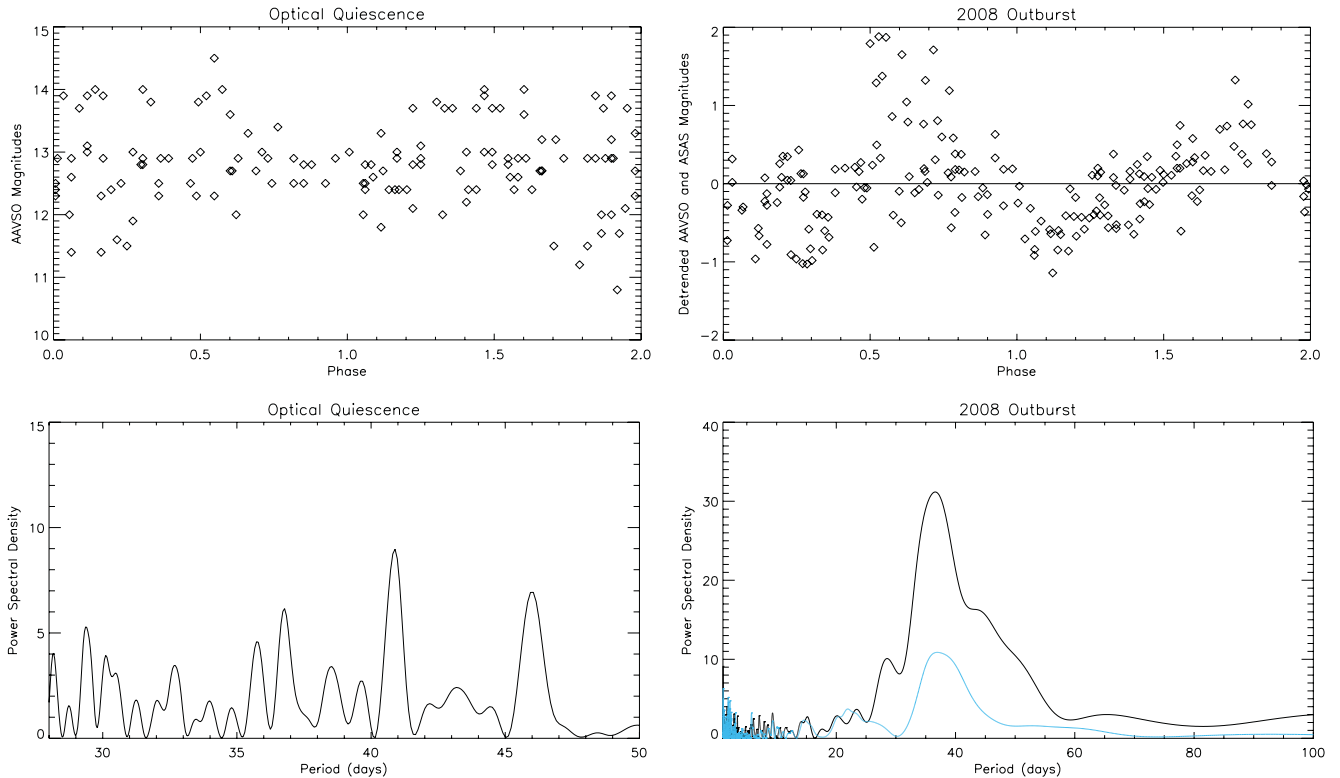 Optical Quiescence
AAVSO Magnitudes
15
14
13
12
11
10
0.0 0.5 1.0 1.5 2.0
Phase
2008 Outburst
Detrended AAVSO and ASAS Magnitudes
2
1
0
−1
−2
0.0 0.5 1.0 1.5 2.0
Phase
Optical Quiescence
Power Spectral Density
15
10
5
0
30 35 40 45 50
Period (days)
2008 Outburst
Power Spectral Density
40
30
20
10
0
20 40 60 80 100
Period (days)